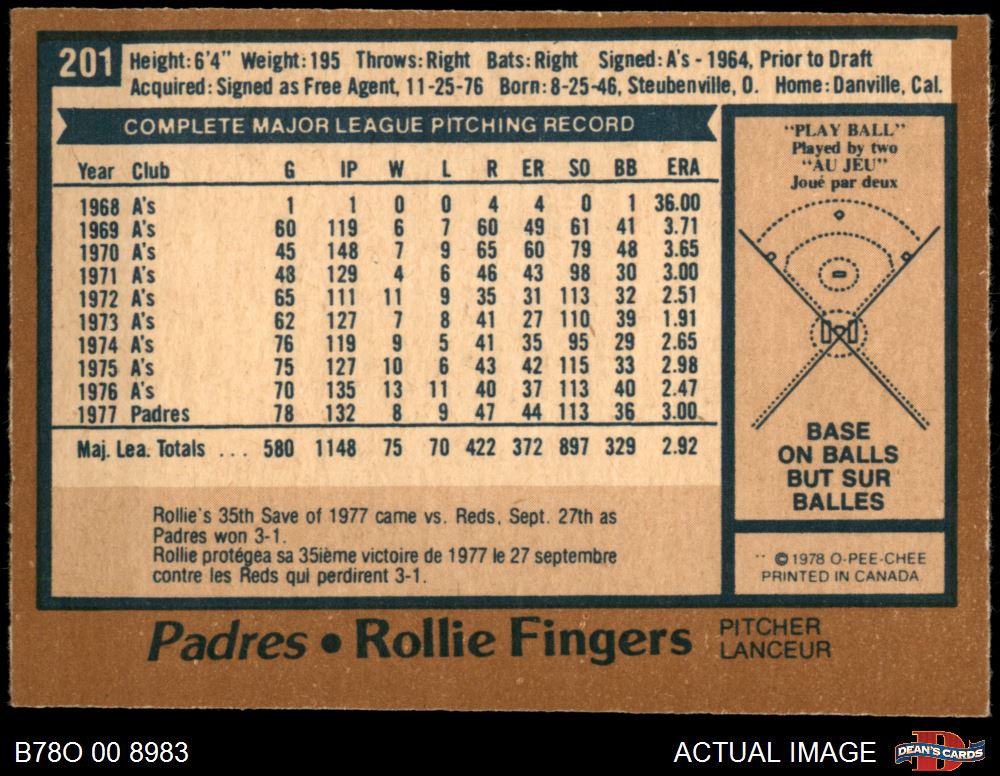 201
Height:6'4" Weight:195 Throws:Right Bats:Right Signed:A's - 1964, Prior to Draft
Acquired:Signed as Free Agent, 11-25-76 Born:8-25-46, Steubenville, O. Home:Danville, Cal.
COMPLETE MAJOR LEAGUE PITCHING RECORD
Year Club G IP W L R ER SO BB ERA
1968 A's 1 1 0 0 4 4 0 1 36.00
1969 A's 60 119 6 7 60 49 61 41 3.71
1970 A's 45 148 7 9 65 60 79 48 3.65
1971 A's 48 129 4 6 46 43 98 30 3.00
1972 A's 65 111 11 9 35 31 113 32 2.51
1973 A's 62 127 7 8 41 27 110 39 1.91
1974 A's 76 119 9 5 41 35 95 29 2.65
1975 A's 75 127 10 6 43 42 115 33 2.98
1976 A's 70 135 13 11 40 37 113 40 2.47
1977 Padres 78 132 8 9 47 44 113 36 3.00
Maj. Lea. Totals ... 580 1148 75 70 422 372 897 329 2.92
Rollie's 35th Save of 1977 came vs. Reds, Sept. 27th as
Padres won 3-1.
Rollie protégea sa 35ième victoire de 1977 le 27 septembre
contre les Reds qui perdirent 3-1.
"PLAY BALL"
Played by two
"AU JEU"
Joué par deux
BASE
ON BALLS
BUT SUR
BALLES
©1978 O-PEE-CHEE
PRINTED IN CANADA
Padres • Rollie Fingers PITCHER
LANCEUR
B78O 00 8983
ACTUAL IMAGE
DEAN'S CARDS